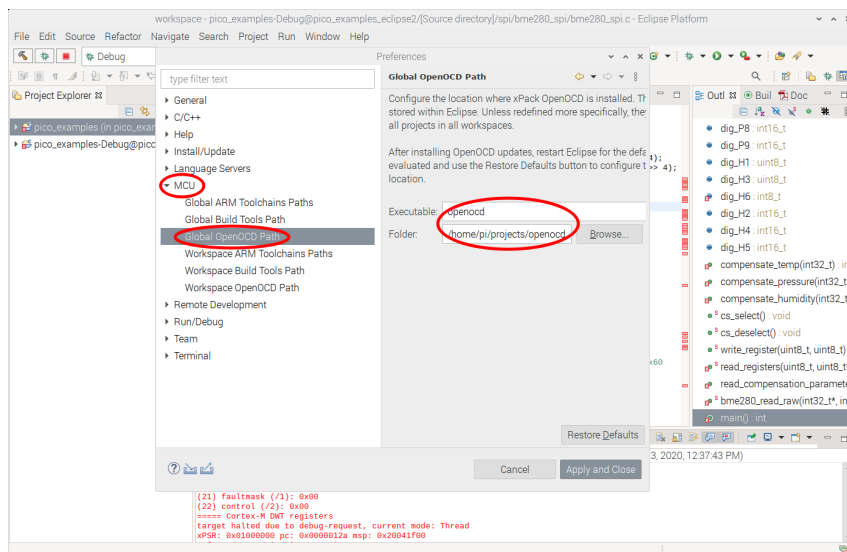 workspace - pico_examples-Debug@pico_examples_eclipse2/[Source directory]/spi/bme280_spi/bme280_spi.c - Eclipse Platform
File Edit Source Refactor Navigate Search Project Run Window Help
Debug
Preferences
Project Explorer
pico_examples (in pico_exar
pico_examples-Debug@pico
type filter text
General
C/C++
Help
Install/Update
Language Servers
MCU
Global ARM Toolchains Paths
Global Build Tools Path
Global OpenOCD Path
Workspace ARM Toolchains Paths
Workspace Build Tools Path
Workspace OpenOCD Path
Remote Development
Run/Debug
Team
Terminal
Global OpenOCD Path
Configure the location where xPack OpenOCD is installed. Th
stored within Eclipse. Unless redefined more specifically, they
all projects in all workspaces.
After installing OpenOCD updates, restart Eclipse for the defa
evaluated and use the Restore Defaults button to configure t
location.
Executable: openocd
Folder: /home/pi/projects/openocd
Browse...
Restore Defaults
Cancel
Apply and Close
4);
>> 4);
x60
Outl
Buil
Doc
dig_P8 : int16_t
dig_P9 : int16_t
dig_H1 : uint8_t
dig_H3 : uint8_t
dig_H6 : int8_t
dig_H2 : int16_t
dig_H4 : int16_t
dig_H5 : int16_t
compensate_temp(int32_t) : ir
compensate_pressure(int32_t
compensate_humidity(int32_t
S cs_select() : void
S cs_deselect() : void
S write_register(uint8_t, uint8_t)
S read_registers(uint8_t, uint8_t
read_compensation_paramete
S bme280_read_raw(int32_t*, in
main() : int
3, 2020, 12:37:43 PM)
(21) faultmask (/1): 0x00
(22) control (/2): 0x00
===== Cortex-M DWT registers
target halted due to debug-request, current mode: Thread
xPSR: 0x01000000 pc: 0x0000012a msp: 0x20041f00